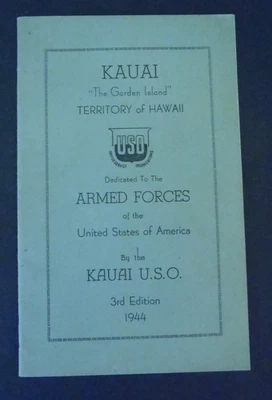 KAUAI
"The Garden Island"
TERRITORY of HAWAII
USO
Dedicated To The
ARMED FORCES
of the
United States of America
By the
KAUAI U.S.O.
3rd Edition
1944